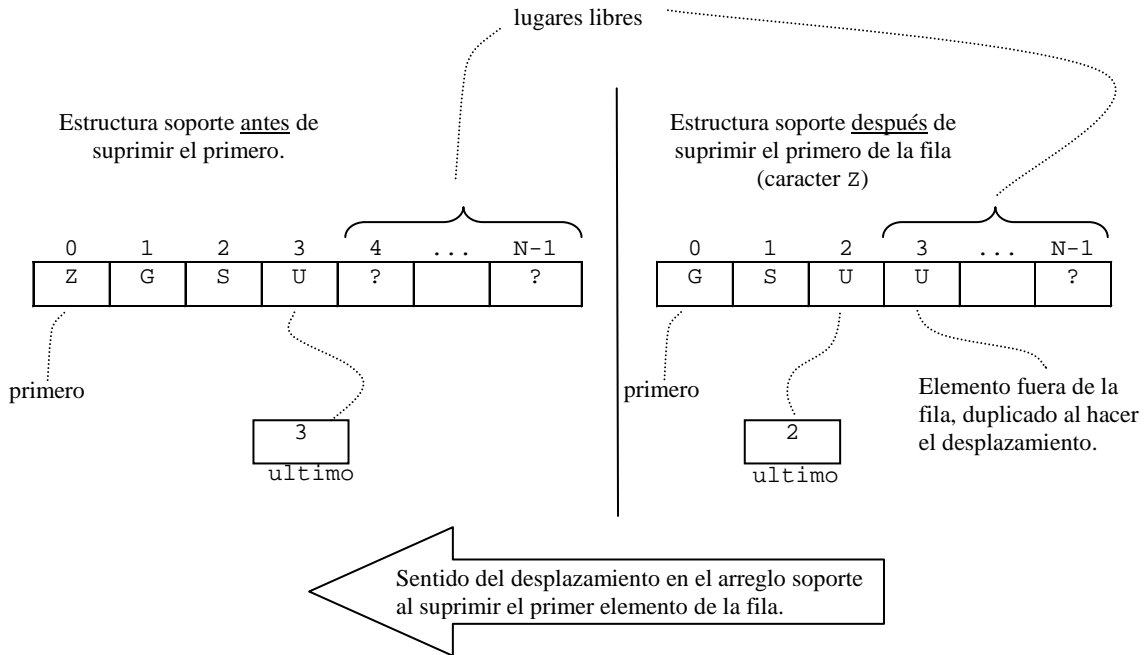 lugares libres
Estructura soporte antes de
suprimir el primero.
Estructura soporte después de
suprimir el primero de la fila
(caracter Z)
0 1 2 3 4 ... N-1
Z G S U ? ?
primero
3
ultimo
0 1 2 3 ... N-1
G S U U ?
primero
2
ultimo
Elemento fuera de la
fila, duplicado al hacer
el desplazamiento.
Sentido del desplazamiento en el arreglo soporte
al suprimir el primer elemento de la fila.